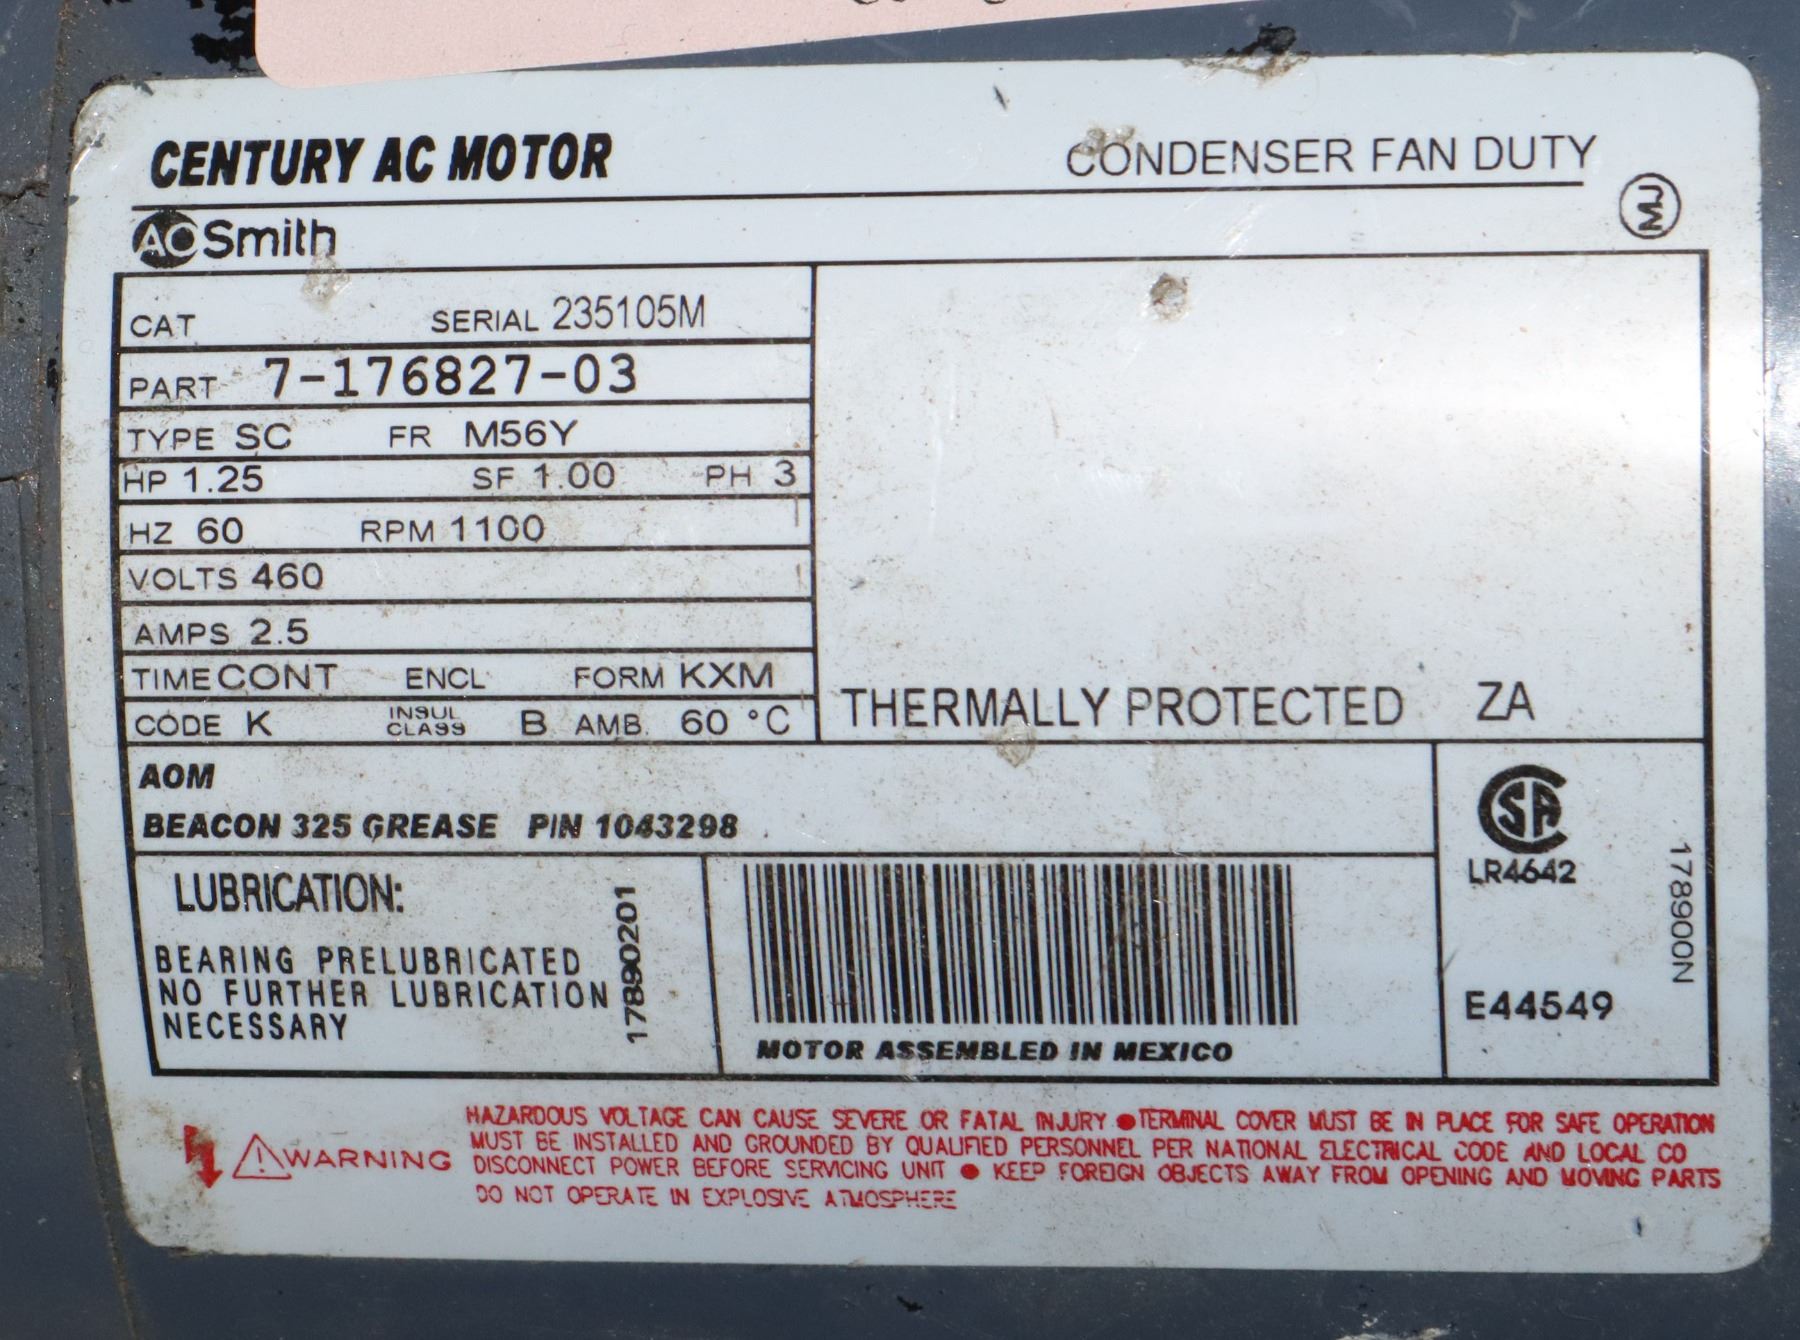 CENTURY AC MOTOR
CONDENSER FAN DUTY
MJ
AO Smith
CAT SERIAL 235105M
PART 7-176827-03
TYPE SC FR M56Y
HP 1.25 SF 1.00 PH 3
HZ 60 RPM 1100
VOLTS 460
AMPS 2.5
TIME CONT ENCL FORM KXM
CODE K INSUL CLASS B AMB. 60 °C
THERMALLY PROTECTED ZA
AOM
BEACON 325 GREASE P/N 1043298
LUBRICATION:
BEARING PRELUBRICATED
NO FURTHER LUBRICATION
NECESSARY
178900201
MOTOR ASSEMBLED IN MEXICO
SA
LR4642
E44549
178900N
WARNING
HAZARDOUS VOLTAGE CAN CAUSE SEVERE OR FATAL INJURY ● TERMINAL COVER MUST BE IN PLACE FOR SAFE OPERATION
MUST BE INSTALLED AND GROUNDED BY QUALIFIED PERSONNEL PER NATIONAL ELECTRICAL CODE AND LOCAL CO
DISCONNECT POWER BEFORE SERVICING UNIT ● KEEP FOREIGN OBJECTS AWAY FROM OPENING AND MOVING PARTS
DO NOT OPERATE IN EXPLOSIVE ATMOSPHERE